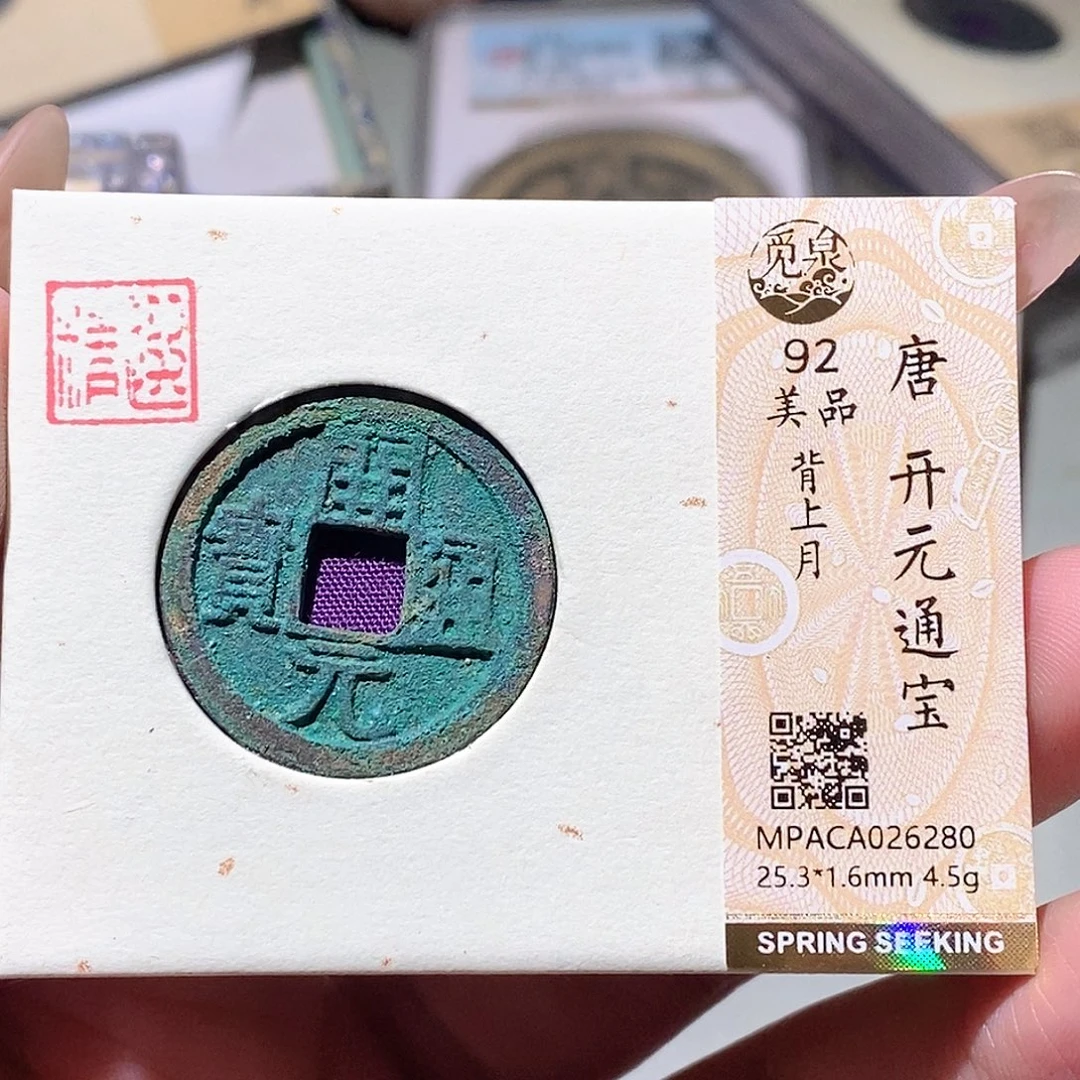 觅泉
92
美品
背上月
唐 开元通宝
MPACA026280
25.3*1.6mm 4.5g
SPRING SEEKING
開元通寶